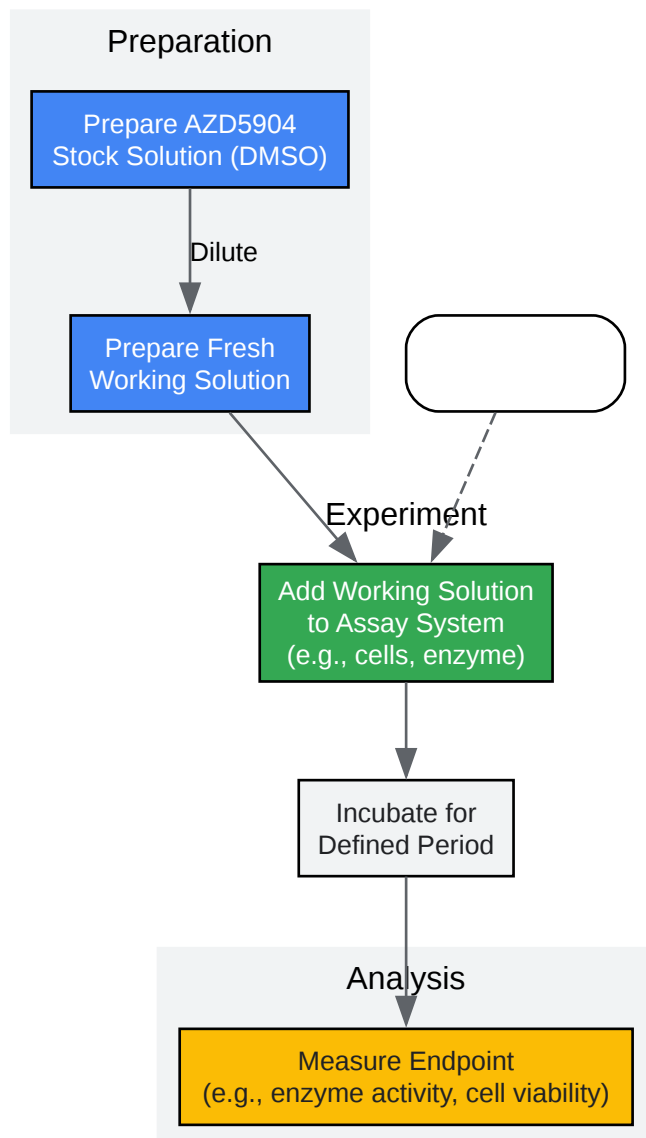 Preparation
Prepare AZD5904
Stock Solution (DMSO)
Dilute
Prepare Fresh
Working Solution
Experiment
Add Working Solution
to Assay System
(e.g., cells, enzyme)
Incubate for
Defined Period
Analysis
Measure Endpoint
(e.g., enzyme activity, cell viability)